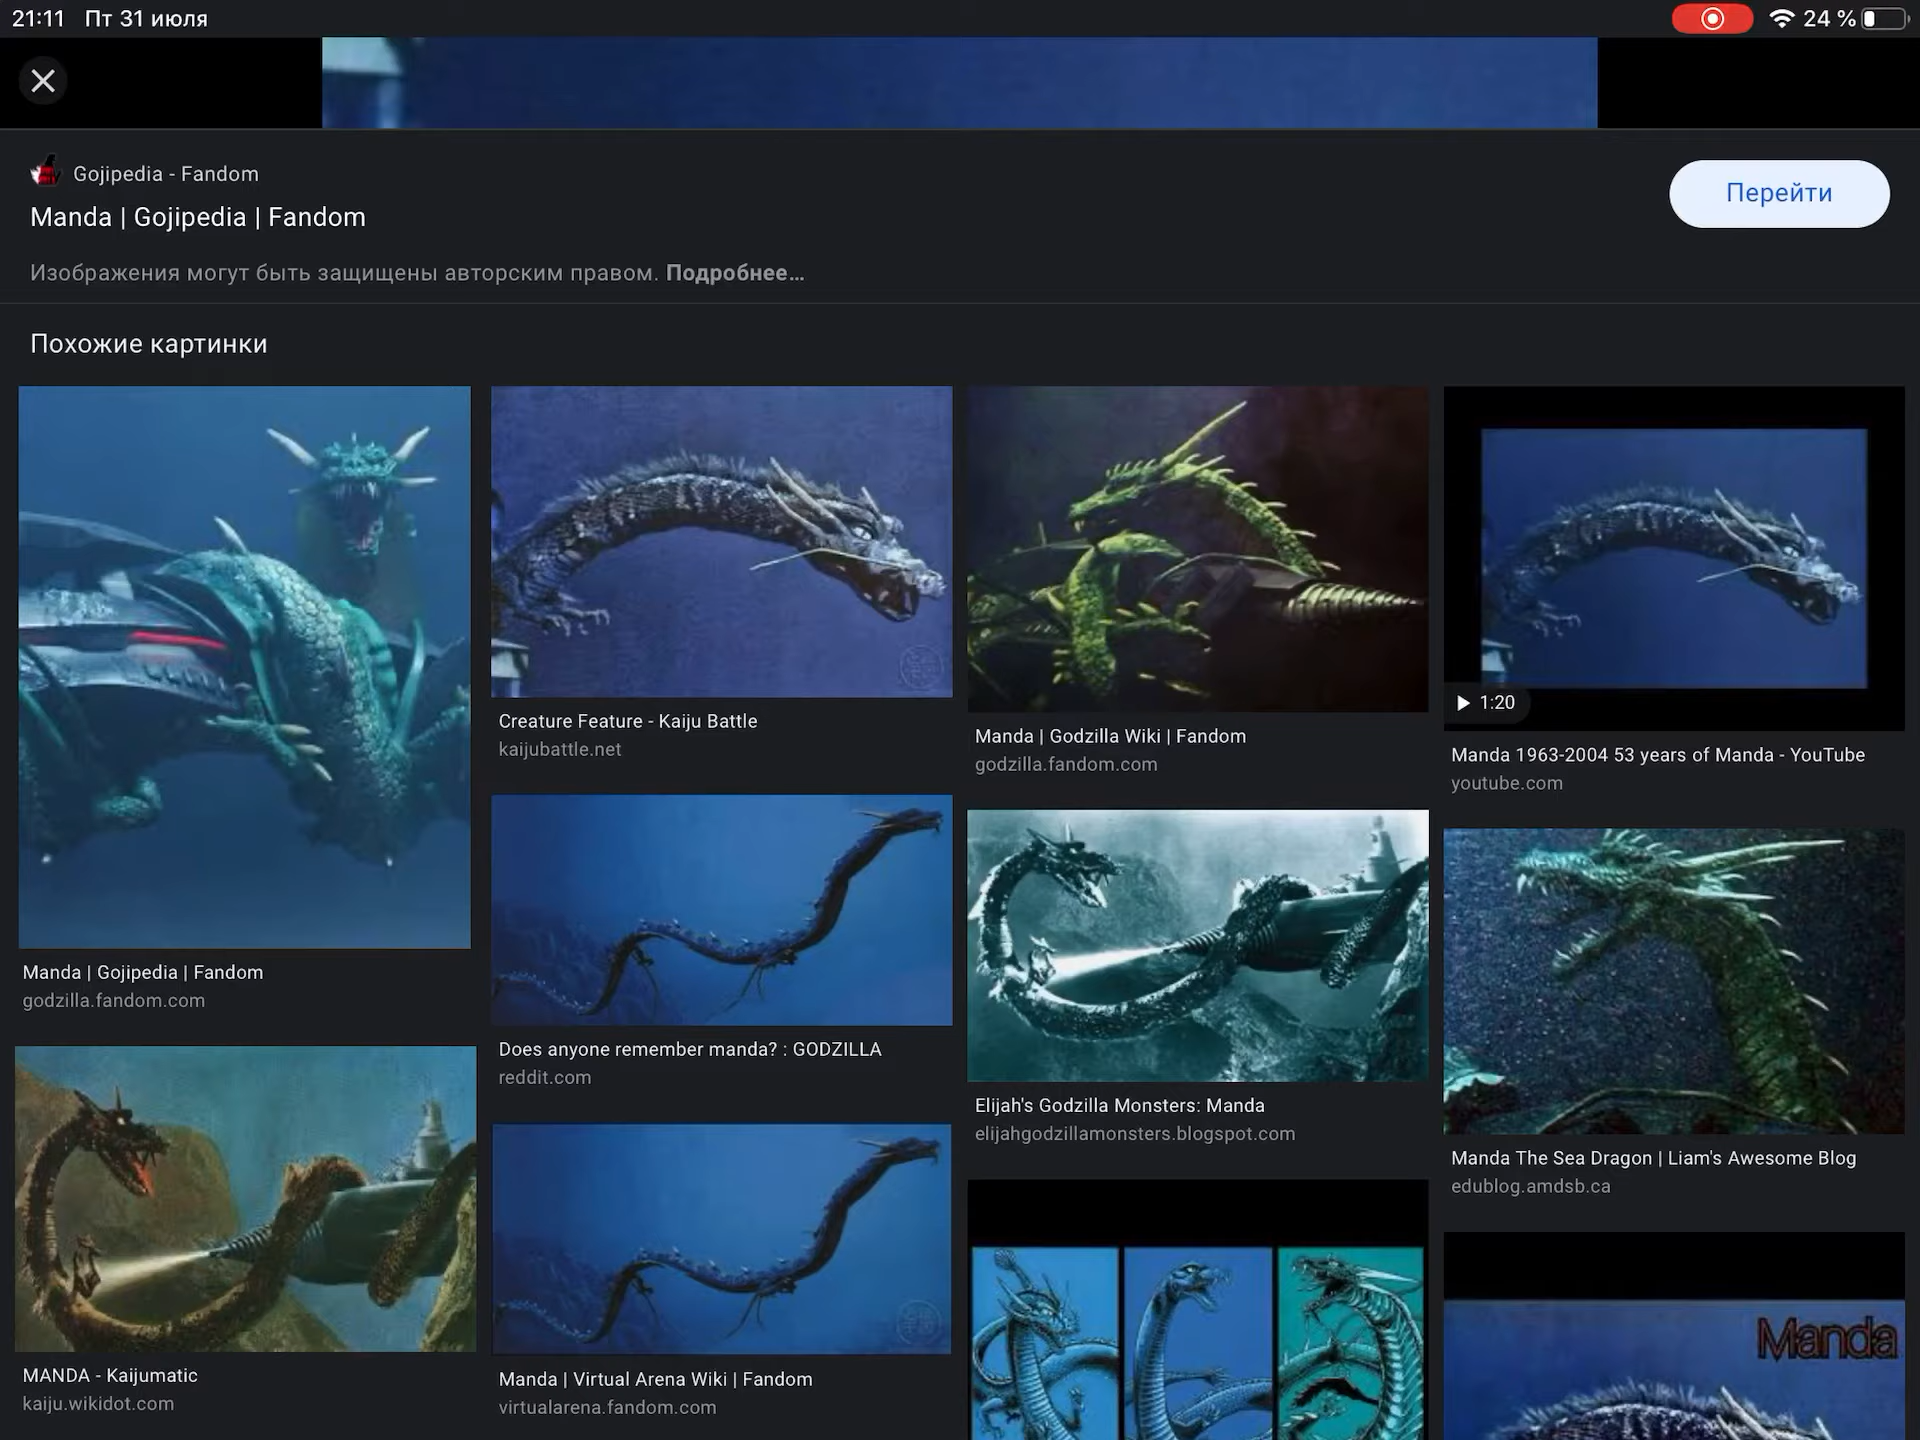 21:11 Пт 31 июля
24 %
Gojipedia - Fandom
Manda | Gojipedia | Fandom
Перейти
Изображения могут быть защищены авторским правом. Подробнее...
Похожие картинки
Manda | Gojipedia | Fandom
godzilla.fandom.com
MANDA - Kaijumatic
kaiju.wikidot.com
Creature Feature - Kaiju Battle
kaijubattle.net
Does anyone remember manda? : GODZILLA
reddit.com
Manda | Virtual Arena Wiki | Fandom
virtualarena.fandom.com
Manda | Godzilla Wiki | Fandom
godzilla.fandom.com
Elijah's Godzilla Monsters: Manda
elijahgodzillamonsters.blogspot.com
1:20
Manda 1963-2004 53 years of Manda - YouTube
youtube.com
Manda The Sea Dragon | Liam's Awesome Blog
edublog.amdsb.ca
Manda